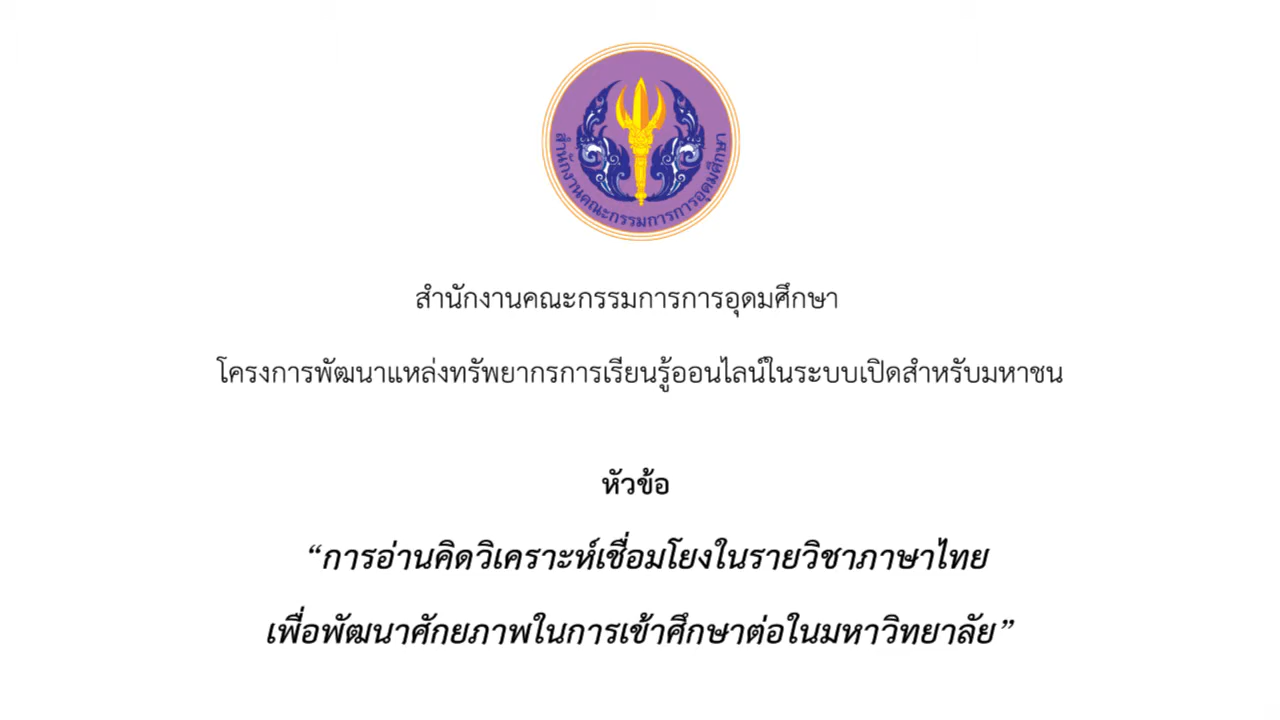 สำนักงานคณะกรรมการการอุดมศึกษา
สำนักงานคณะกรรมการการอุดมศึกษา
โครงการพัฒนาแหล่งทรัพยากรการเรียนรู้ออนไลน์ในระบบเปิดสำหรับมหาชน
หัวข้อ
“การอ่านคิดวิเคราะห์เชื่อมโยงในรายวิชาภาษาไทย
เพื่อพัฒนาศักยภาพในการเข้าศึกษาต่อในมหาวิทยาลัย”